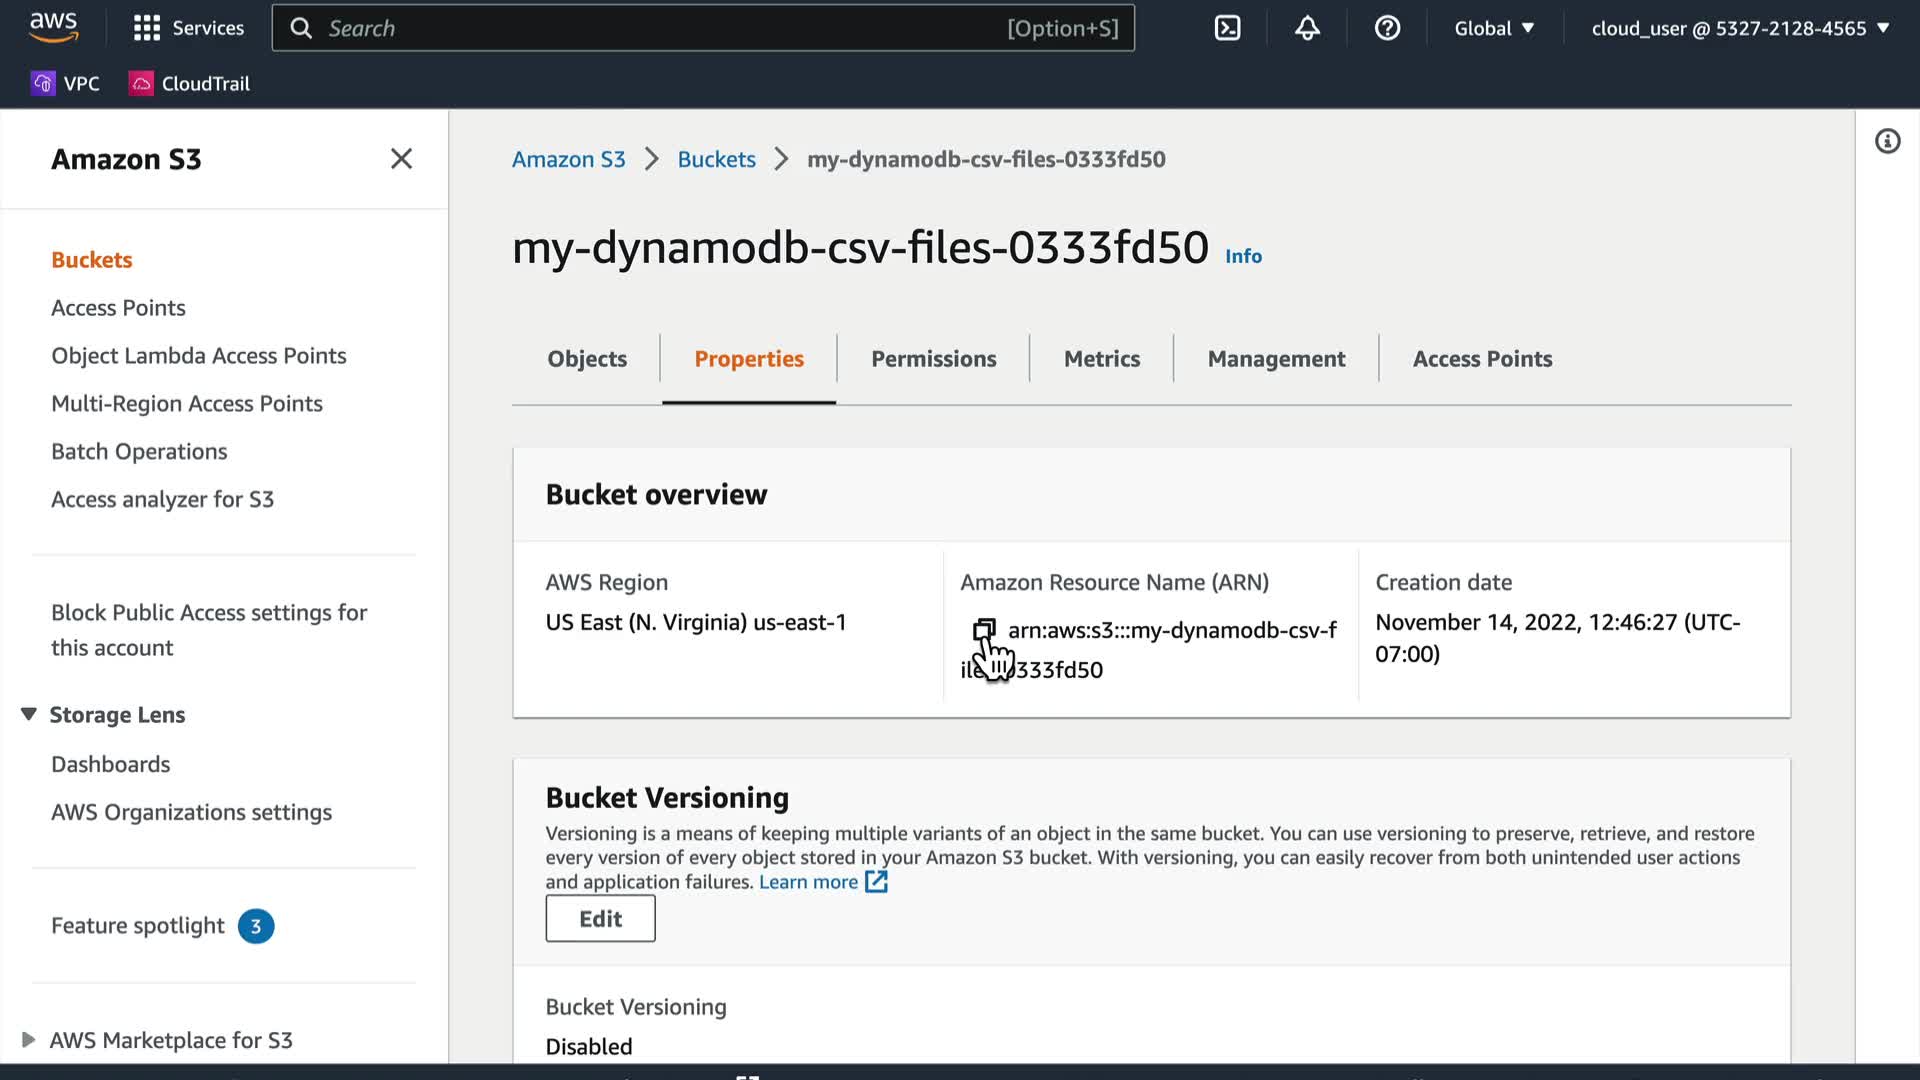 aws
Services
Search
[Option+S]
Global
cloud_user @ 5327-2128-4565
VPC
CloudTrail
Amazon S3
Buckets
Access Points
Object Lambda Access Points
Multi-Region Access Points
Batch Operations
Access analyzer for S3
Block Public Access settings for
this account
Storage Lens
Dashboards
AWS Organizations settings
Feature spotlight 3
AWS Marketplace for S3
Amazon S3 > Buckets > my-dynamodb-csv-files-0333fd50
my-dynamodb-csv-files-0333fd50 Info
Objects
Properties
Permissions
Metrics
Management
Access Points
Bucket overview
AWS Region
US East (N. Virginia) us-east-1
Amazon Resource Name (ARN)
arn:aws:s3:::my-dynamodb-csv-f
333fd50
Creation date
November 14, 2022, 12:46:27 (UTC-
07:00)
Bucket Versioning
Versioning is a means of keeping multiple variants of an object in the same bucket. You can use versioning to preserve, retrieve, and restore
every version of every object stored in your Amazon S3 bucket. With versioning, you can easily recover from both unintended user actions
and application failures. Learn more
Edit
Bucket Versioning
Disabled